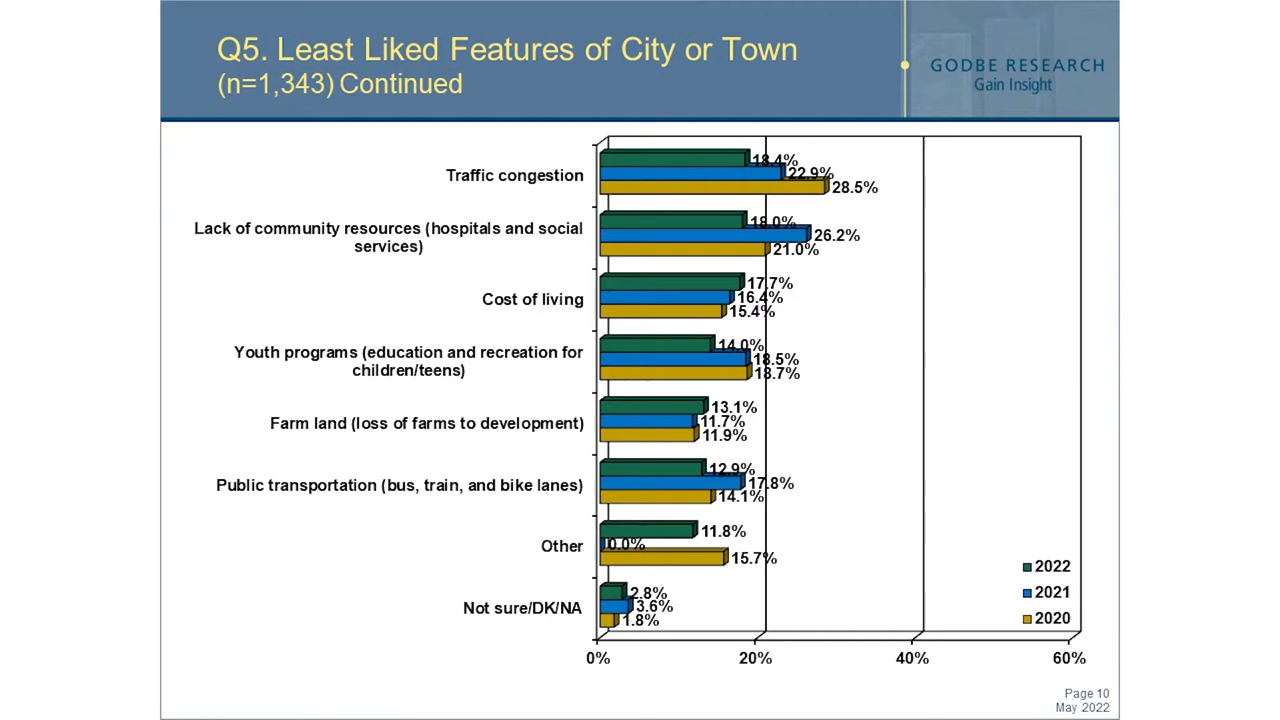 Q5. Least Liked Features of City or Town
(n=1,343) Continued
GODBE RESEARCH
Gain Insight
Traffic congestion
18.4%
22.9%
28.5%
Lack of community resources (hospitals and social
services)
18.0%
26.2%
21.0%
Cost of living
17.7%
16.4%
15.4%
Youth programs (education and recreation for
children/teens)
14.0%
18.5%
18.7%
Farm land (loss of farms to development)
13.1%
11.7%
11.9%
Public transportation (bus, train, and bike lanes)
12.9%
17.8%
14.1%
Other
11.8%
0.0%
15.7%
Not sure/DK/NA
2.8%
3.6%
1.8%
2022
2021
2020
0% 20% 40% 60%
Page 10
May 2022